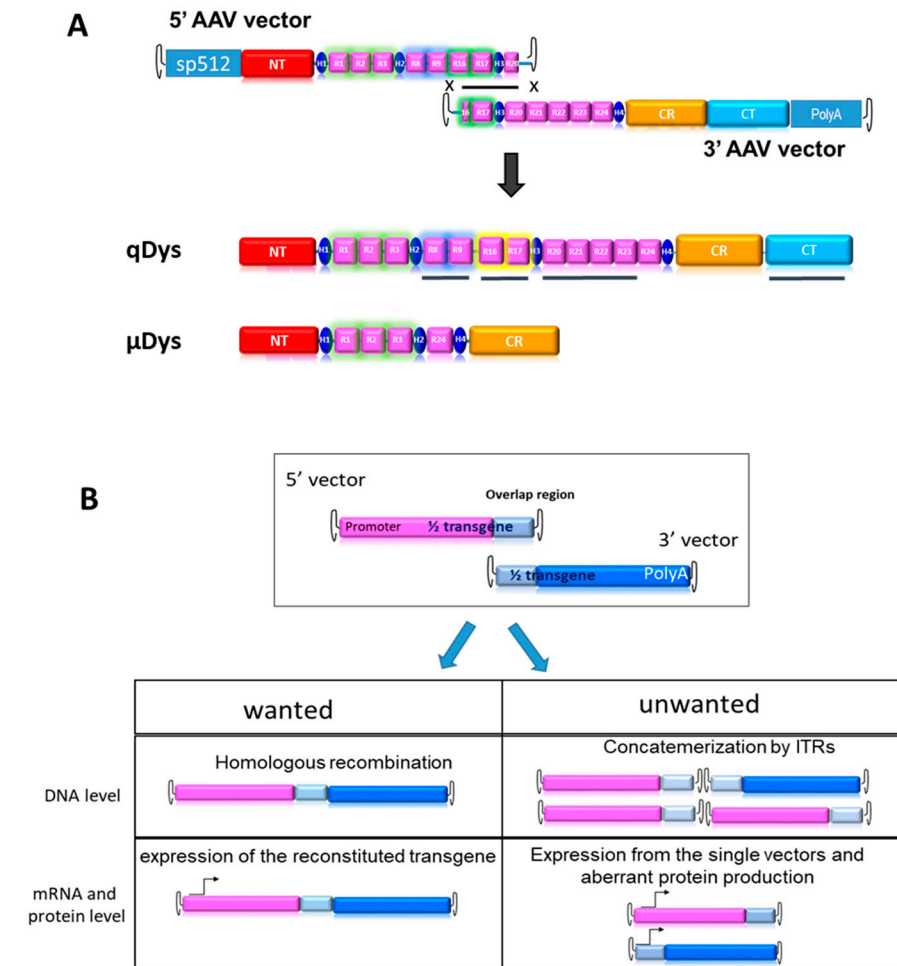 A
5' AAV vector
sp512 NT H1 R1 R2 R3 H2 R8 R9 R16 R17 H3 R20
X X
16 R17 H3 R20 R21 R22 R23 R24 H4 CR CT PolyA
3' AAV vector
qDys NT H1 R1 R2 R3 H2 R8 R9 R16 R17 H3 R20 R21 R22 R23 R24 H4 CR CT
µDys NT H1 R1 R2 R3 H2 R24 H4 CR
B
5' vector
Overlap region
Promoter ½ transgene
3' vector
½ transgene PolyA
wanted unwanted
DNA level
Homologous recombination
Concatemerization by ITRs
mRNA and
protein level
expression of the reconstituted transgene
Expression from the single vectors and
aberrant protein production